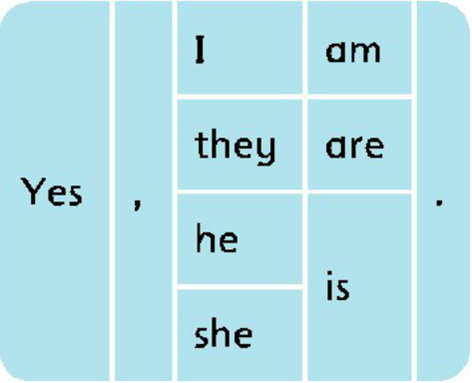 I am
they are
Yes , .
he
is
she